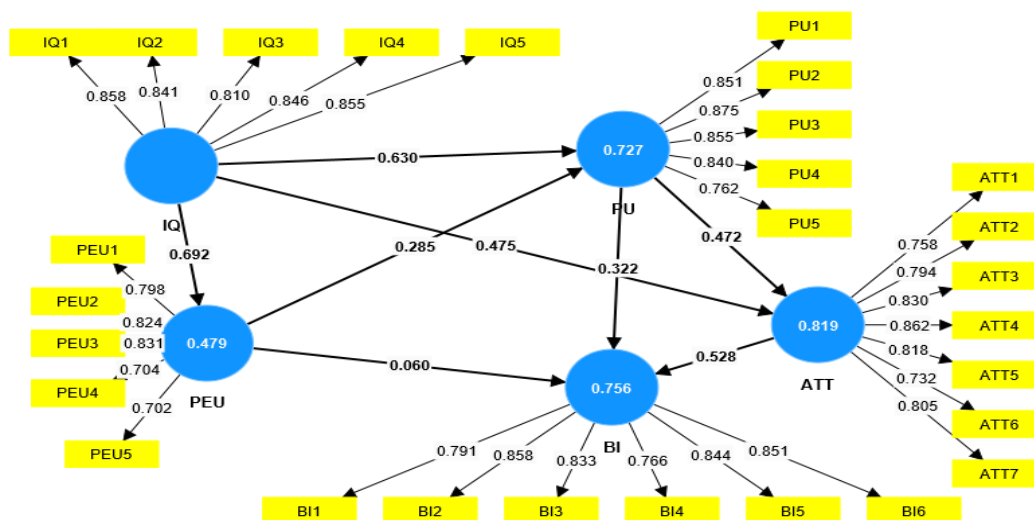 IQ1 IQ2 IQ3 IQ4 IQ5
0.858 0.841 0.810 0.846 0.855
PU1
PU2
PU3
PU4
PU5
0.851
0.875
0.855
0.840
0.762
0.727
PU
IQ
0.630
0.692
0.285
0.475
0.322
0.472
PEU1
PEU2
PEU3
PEU4
PEU5
0.798
0.824
0.831
0.704
0.702
0.479
PEU
0.060
0.528
ATT1
ATT2
ATT3
ATT4
ATT5
ATT6
ATT7
0.758
0.794
0.830
0.862
0.818
0.732
0.805
0.819
ATT
0.756
BI
0.791 0.858 0.833 0.766 0.844 0.851
BI1 BI2 BI3 BI4 BI5 BI6